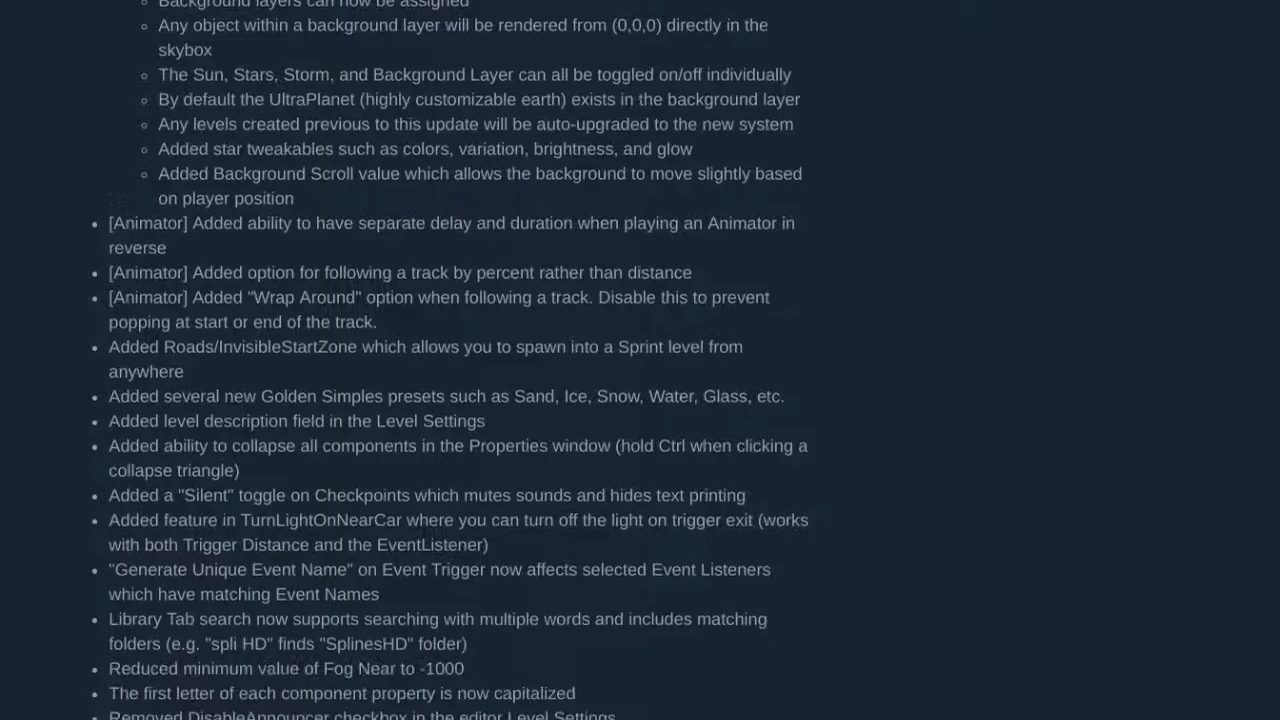 Background layers can now be assigned
Any object within a background layer will be rendered from (0,0,0) directly in the
skybox
The Sun, Stars, Storm, and Background Layer can all be toggled on/off individually
By default the UltraPlanet (highly customizable earth) exists in the background layer
Any levels created previous to this update will be auto-upgraded to the new system
Added star tweakables such as colors, variation, brightness, and glow
Added Background Scroll value which allows the background to move slightly based
on player position
[Animator] Added ability to have separate delay and duration when playing an Animator in
reverse
[Animator] Added option for following a track by percent rather than distance
[Animator] Added "Wrap Around" option when following a track. Disable this to prevent
popping at start or end of the track.
Added Roads/InvisibleStartZone which allows you to spawn into a Sprint level from
anywhere
Added several new Golden Simples presets such as Sand, Ice, Snow, Water, Glass, etc.
Added level description field in the Level Settings
Added ability to collapse all components in the Properties window (hold Ctrl when clicking a
collapse triangle)
Added a "Silent" toggle on Checkpoints which mutes sounds and hides text printing
Added feature in TurnLightOnNearCar where you can turn off the light on trigger exit (works
with both Trigger Distance and the EventListener)
"Generate Unique Event Name" on Event Trigger now affects selected Event Listeners
which have matching Event Names
Library Tab search now supports searching with multiple words and includes matching
folders (e.g. "spli HD" finds "SplinesHD" folder)
Reduced minimum value of Fog Near to -1000
The first letter of each component property is now capitalized
Removed DisableAnnouncer checkbox in the editor Level Settings